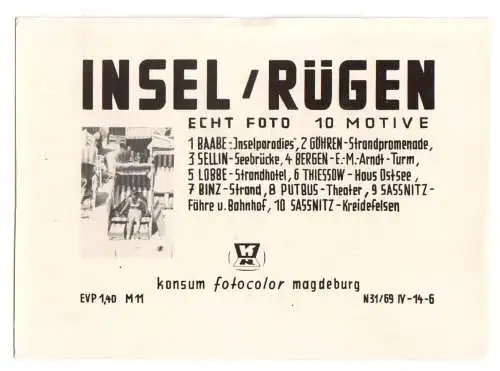 INSEL / RÜGEN
ECHT FOTO 10 MOTIVE
1 BAABE-„Inselparadies", 2 GÖHREN-Strandpromenade,
3 SELLIN-Seebrücke, 4 BERGEN-E.-M.-Arndt-Turm,
5 LOBBE-Strandhotel, 6 THIESSOW-Haus Ostsee,
7 BINZ-Strand, 8 PUTBUS-Theater, 9 SASSNITZ-
Fähre u. Bahnhof, 10 SASSNITZ-Kreidefelsen
konsum fotocolor magdeburg
EVP 1,40 M 11
N31/69 IV-14-6